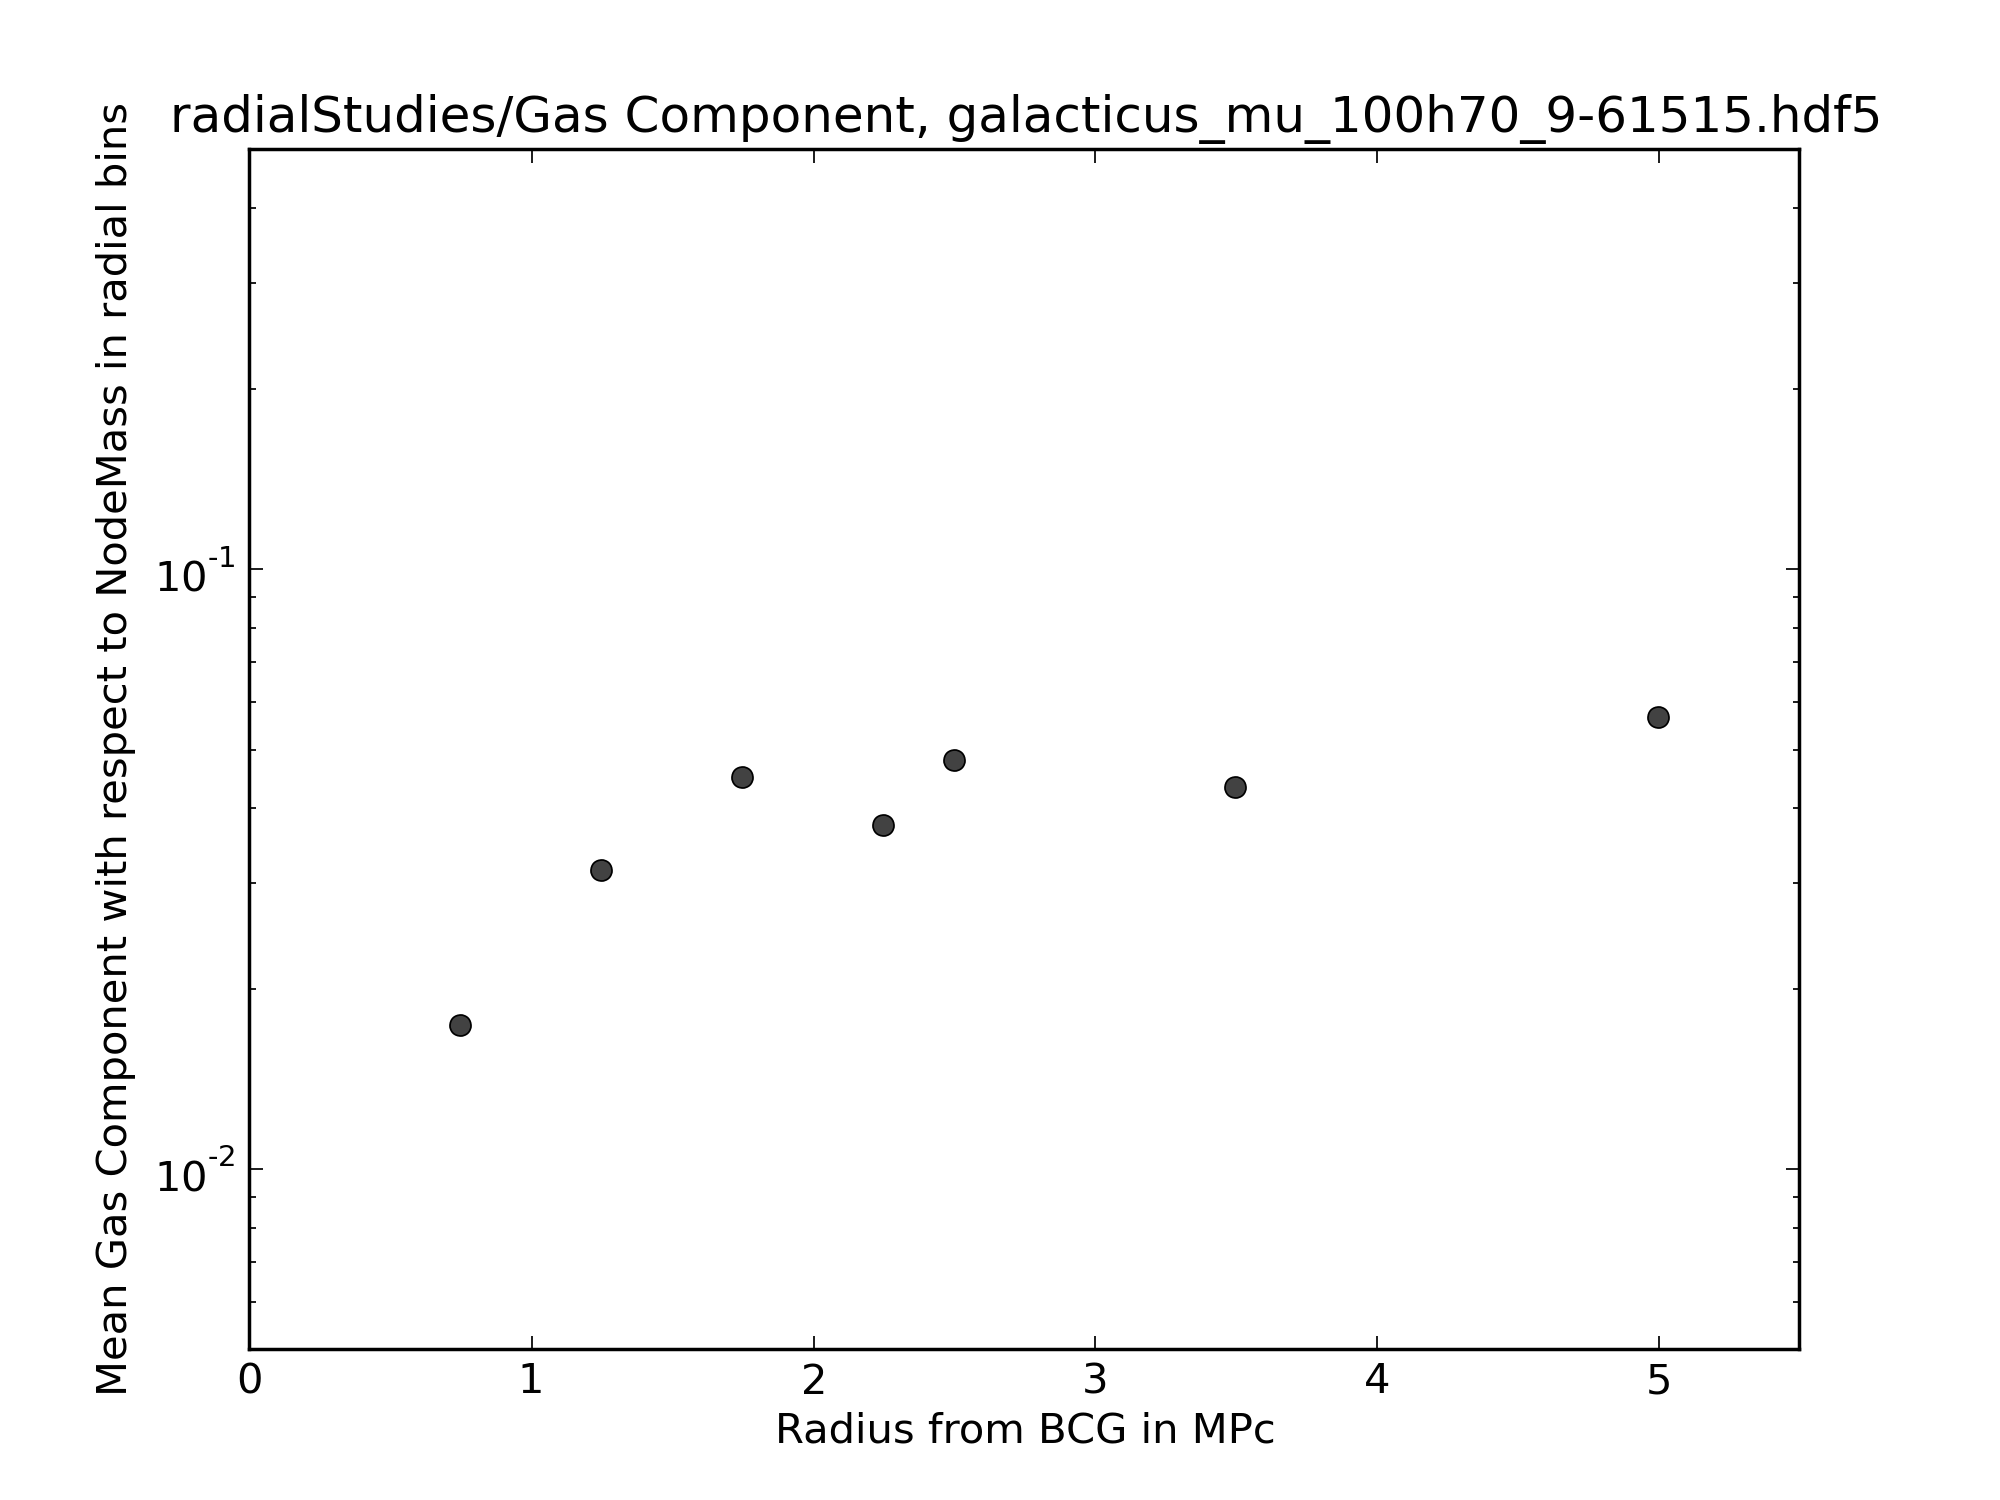 radialStudies/Gas Component, galacticus_mu_100h70_9-61515.hdf5
Mean Gas Component with respect to NodeMass in radial bins
10^-1
10^-2
0 1 2 3 4 5
Radius from BCG in MPc